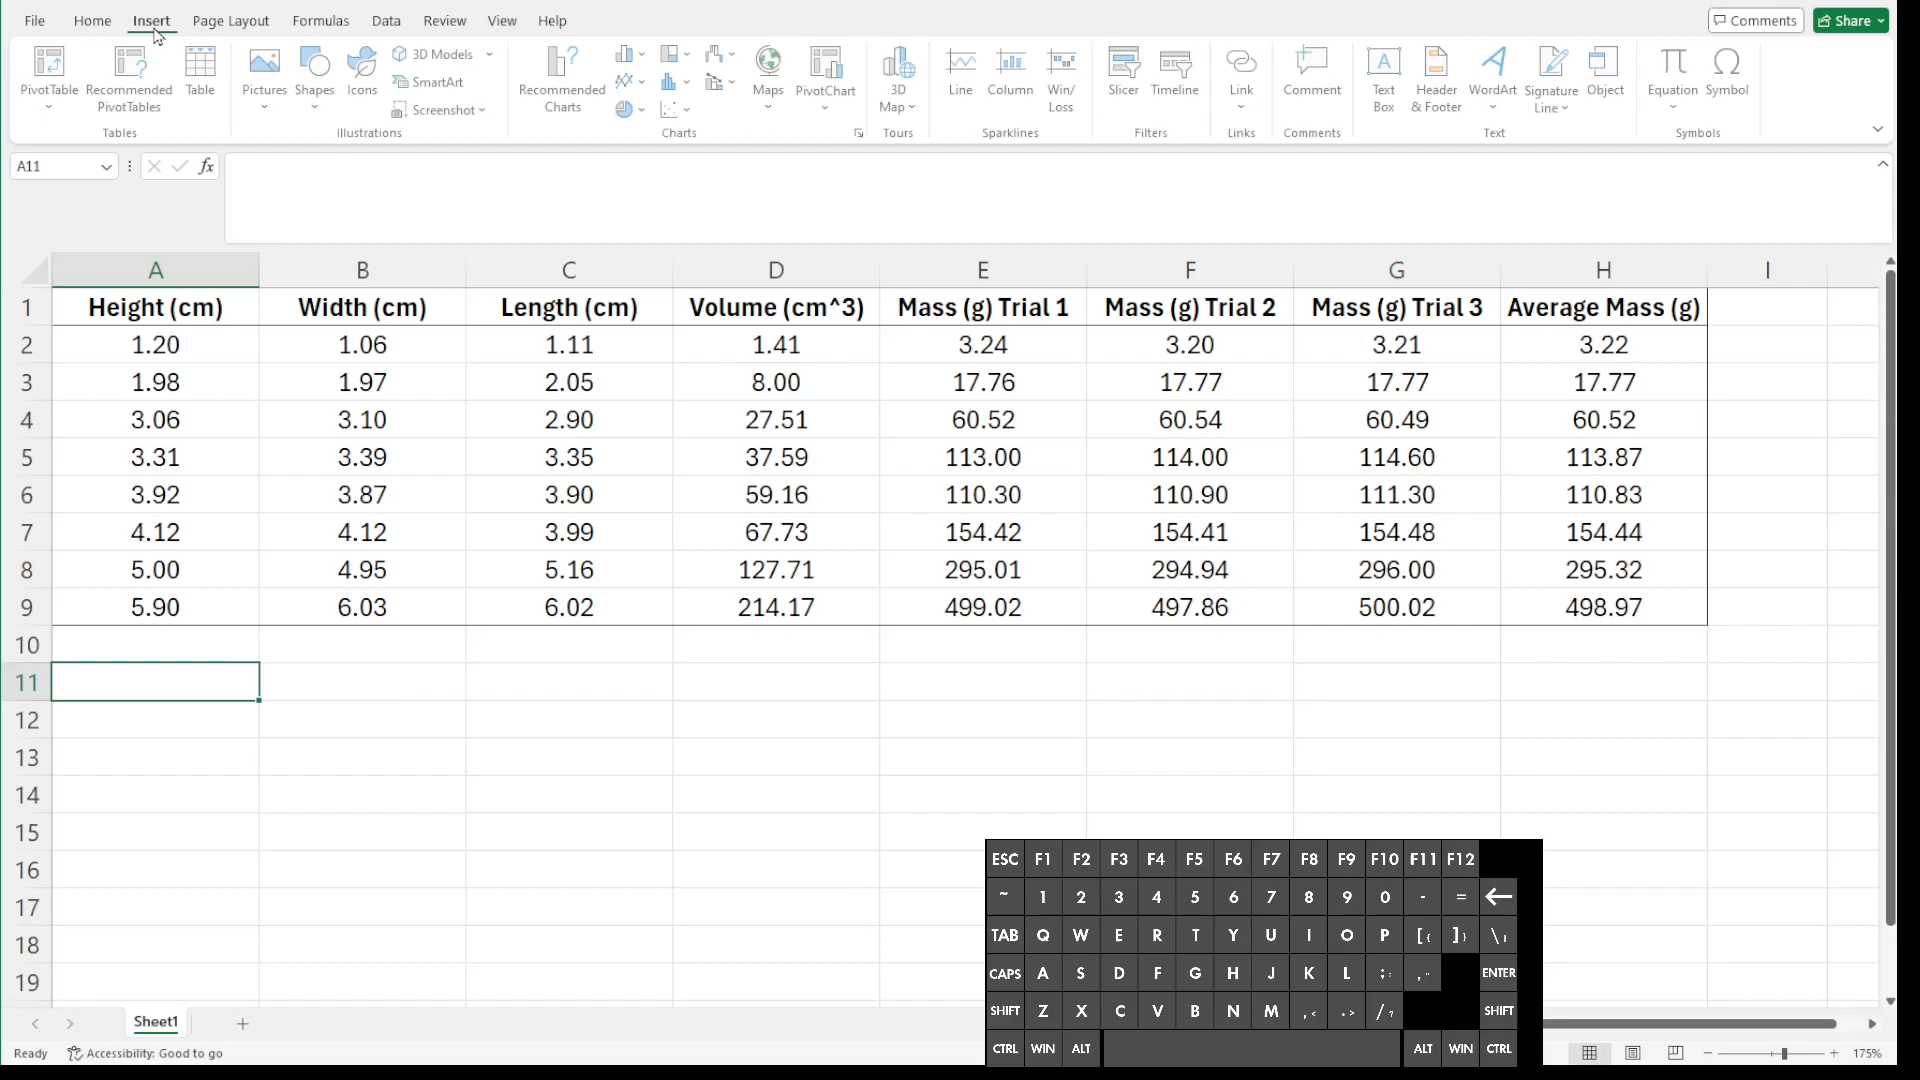 File Home Insert Page Layout Formulas Data Review View Help Comments Share
PivotTable Recommended PivotTables Table Pictures Shapes Icons 3D Models SmartArt Screenshot Recommended Charts Maps PivotChart 3D Map Line Column Win/Loss Slicer Timeline Link Comment Text Box Header & Footer WordArt Signature Line Object Equation Symbol
Tables Illustrations Charts Tours Sparklines Filters Links Comments Text Symbols
A11 fx
A B C D E F G H I
1 Height (cm) Width (cm) Length (cm) Volume (cm^3) Mass (g) Trial 1 Mass (g) Trial 2 Mass (g) Trial 3 Average Mass (g)
2 1.20 1.06 1.11 1.41 3.24 3.20 3.21 3.22
3 1.98 1.97 2.05 8.00 17.76 17.77 17.77 17.77
4 3.06 3.10 2.90 27.51 60.52 60.54 60.49 60.52
5 3.31 3.39 3.35 37.59 113.00 114.00 114.60 113.87
6 3.92 3.87 3.90 59.16 110.30 110.90 111.30 110.83
7 4.12 4.12 3.99 67.73 154.42 154.41 154.48 154.44
8 5.00 4.95 5.16 127.71 295.01 294.94 296.00 295.32
9 5.90 6.03 6.02 214.17 499.02 497.86 500.02 498.97
10
11
12
13
14
15
16
17
18
19
ESC F1 F2 F3 F4 F5 F6 F7 F8 F9 F10 F11 F12
~ 1 2 3 4 5 6 7 8 9 0 - = ←
TAB Q W E R T Y U I O P [{ ]} \|
CAPS A S D F G H J K L ;: ," ENTER
SHIFT Z X C V B N M ,< .> /? SHIFT
CTRL WIN ALT ALT WIN CTRL
Sheet1 +
Ready Accessibility: Good to go 175%